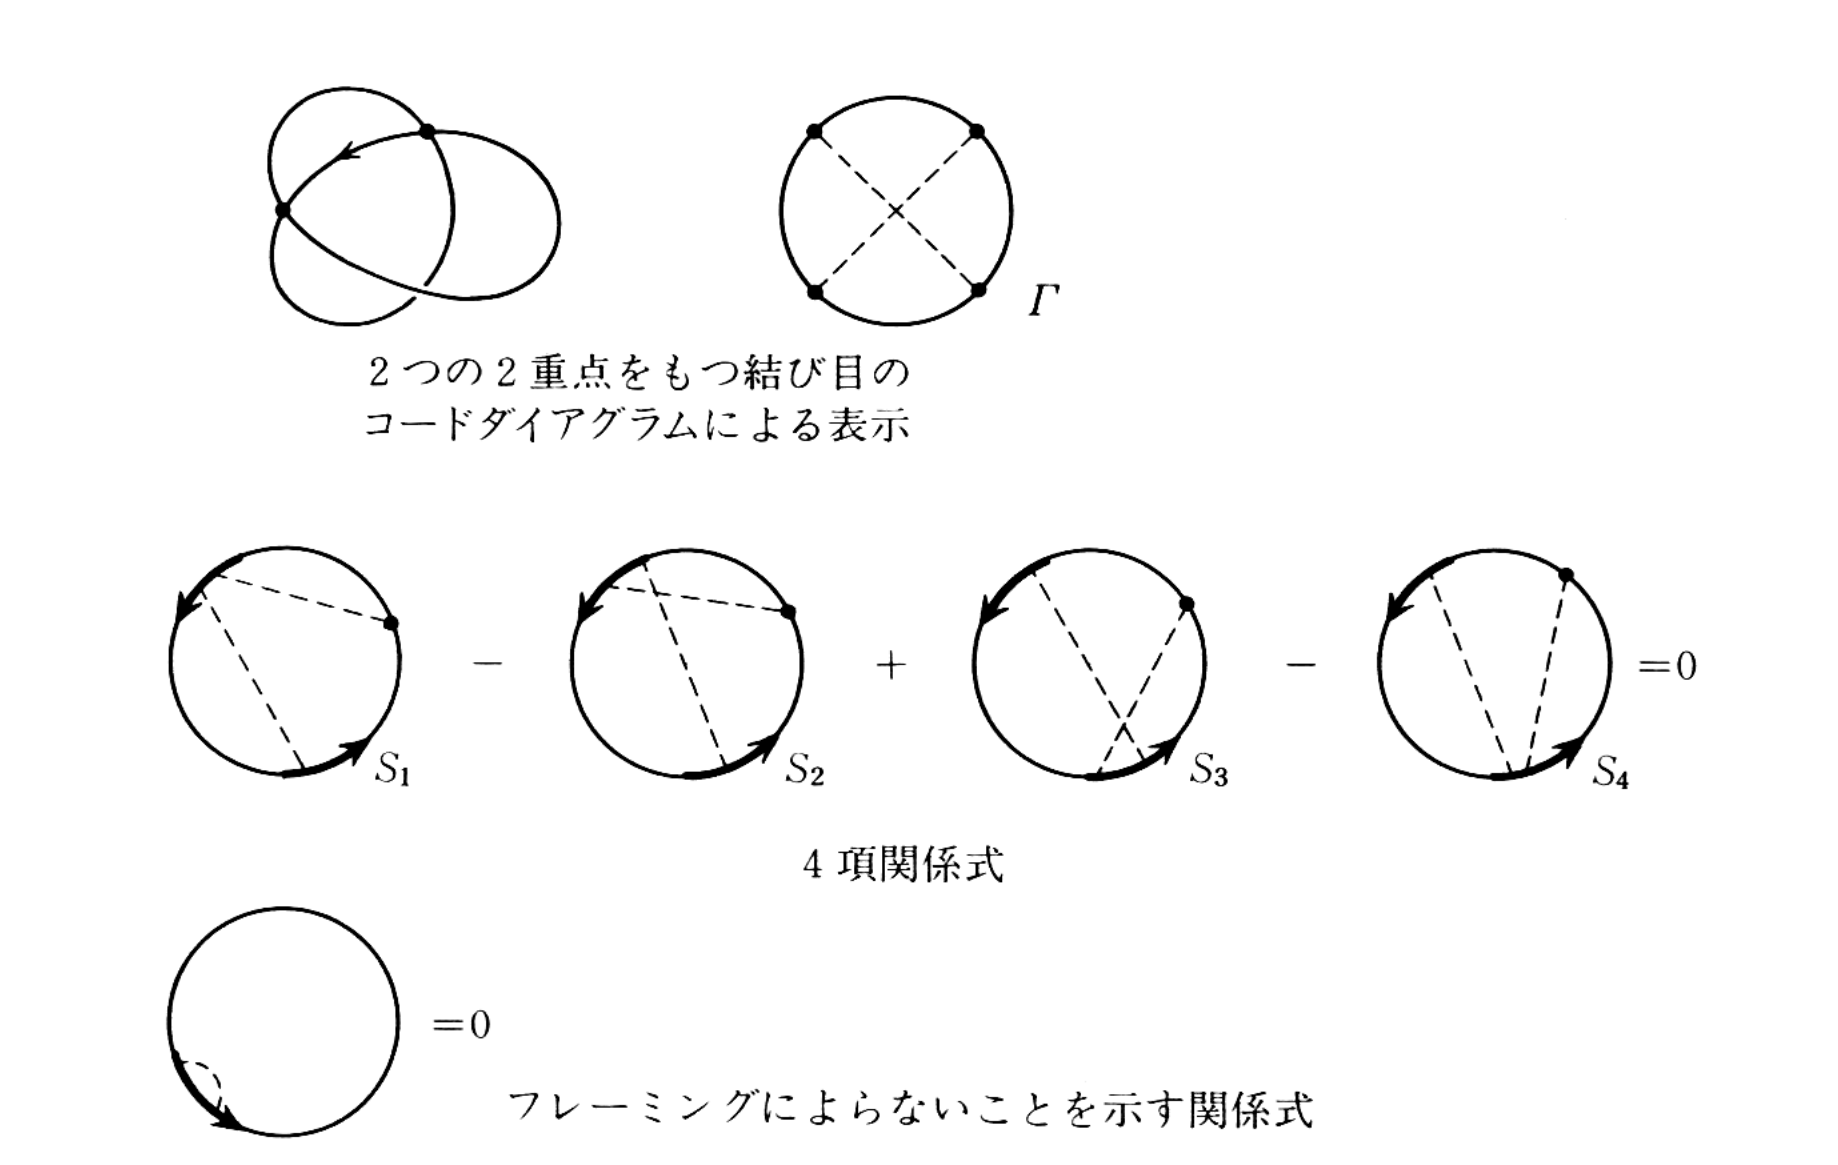 Γ
2つの2重点をもつ結び目の
コードダイアグラムによる表示
S₁ − S₂ + S₃ − S₄ =0
4項関係式
=0
フレーミングによらないことを示す関係式